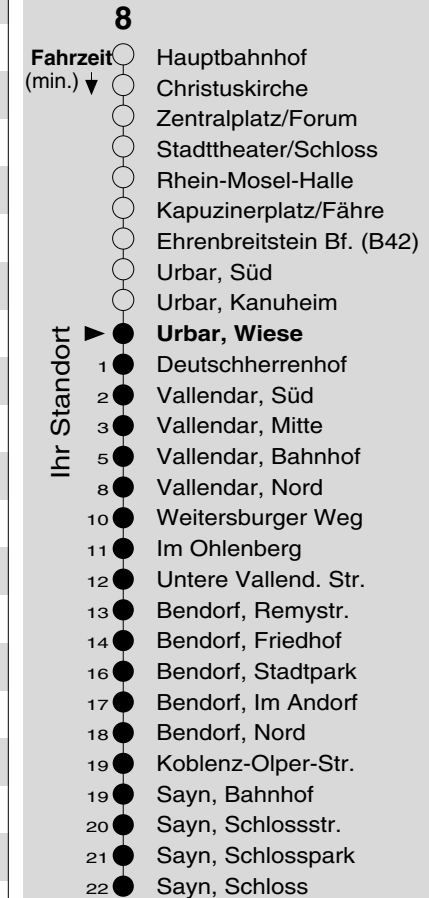 8
Fahrzeit Hauptbahnhof
(min.) Christuskirche
Zentralplatz/Forum
Stadttheater/Schloss
Rhein-Mosel-Halle
Kapuzinerplatz/Fähre
Ehrenbreitstein Bf. (B42)
Urbar, Süd
Urbar, Kanuheim
Ihr Standort
Urbar, Wiese
1 Deutschherrenhof
2 Vallendar, Süd
3 Vallendar, Mitte
5 Vallendar, Bahnhof
8 Vallendar, Nord
10 Weitersburger Weg
11 Im Ohlenberg
12 Untere Vallend. Str.
13 Bendorf, Remystr.
14 Bendorf, Friedhof
16 Bendorf, Stadtpark
17 Bendorf, Im Andorf
18 Bendorf, Nord
19 Koblenz-Olper-Str.
19 Sayn, Bahnhof
20 Sayn, Schlossstr.
21 Sayn, Schlosspark
22 Sayn, Schloss